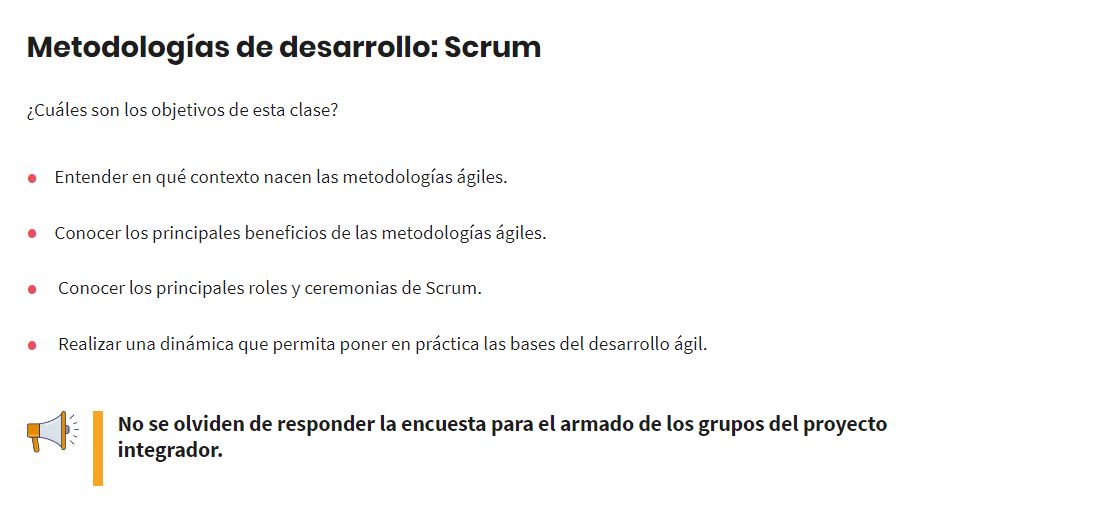 Metodologías de desarrollo: Scrum
¿Cuáles son los objetivos de esta clase?
Entender en qué contexto nacen las metodologías ágiles.
Conocer los principales beneficios de las metodologías ágiles.
Conocer los principales roles y ceremonias de Scrum.
Realizar una dinámica que permita poner en práctica las bases del desarrollo ágil.
No se olviden de responder la encuesta para el armado de los grupos del proyecto
integrador.